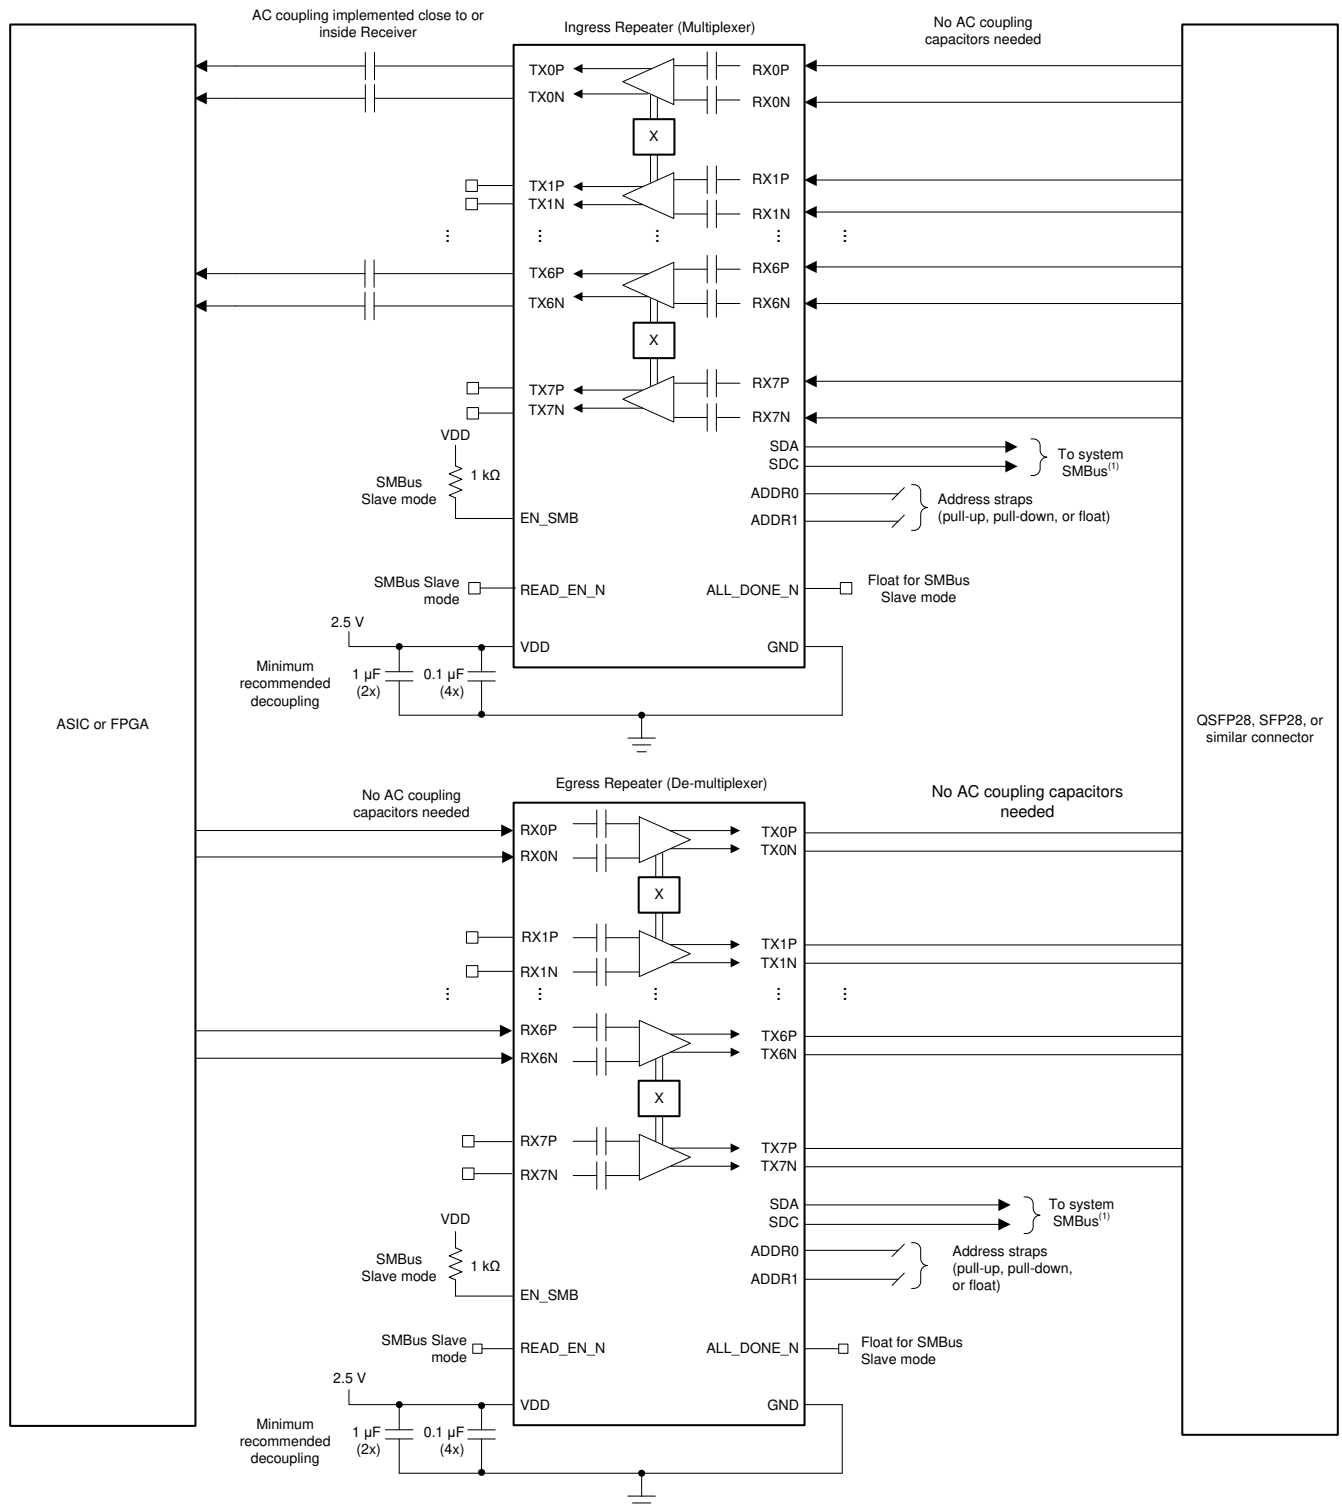 AC coupling implemented close to or
inside Receiver
Ingress Repeater (Multiplexer)
No AC coupling
capacitors needed
TX0P
RX0P
TX0N
RX0N
X
TX1P
RX1P
TX1N
RX1N
TX6P
RX6P
TX6N
RX6N
X
TX7P
RX7P
TX7N
RX7N
VDD
1 kΩ
SMBus
Slave mode
EN_SMB
SDA
SDC
To system
SMBus(1)
ADDR0
ADDR1
Address straps
(pull-up, pull-down, or float)
SMBus Slave
mode
READ_EN_N
ALL_DONE_N
Float for SMBus
Slave mode
2.5 V
VDD
GND
Minimum
recommended
decoupling
1 µF
(2x)
0.1 µF
(4x)
ASIC or FPGA
QSFP28, SFP28, or
similar connector
Egress Repeater (De-multiplexer)
No AC coupling
capacitors needed
No AC coupling capacitors
needed
RX0P
TX0P
RX0N
TX0N
X
RX1P
TX1P
RX1N
TX1N
RX6P
TX6P
RX6N
TX6N
X
RX7P
TX7P
RX7N
TX7N
VDD
1 kΩ
SMBus
Slave mode
EN_SMB
SDA
SDC
To system
SMBus(1)
ADDR0
ADDR1
Address straps
(pull-up, pull-down,
or float)
SMBus Slave
mode
READ_EN_N
ALL_DONE_N
Float for SMBus
Slave mode
2.5 V
VDD
GND
Minimum
recommended
decoupling
1 µF
(2x)
0.1 µF
(4x)